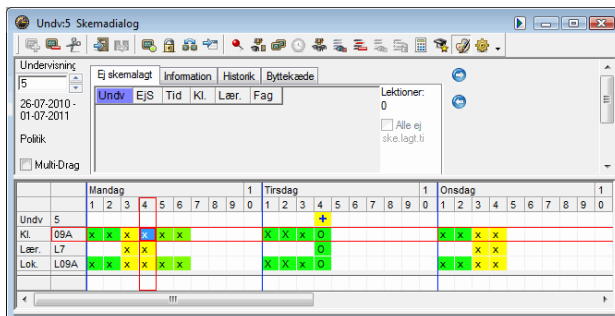 Undv:5 Skemadialog
Undervisning
5
26-07-2010 -
01-07-2011
Politik
Multi-Drag
Ej skemalagt Information Historik Byttekæde
Undv EjS Tid Kl. Lær. Fag
Lektioner:
0
Alle ej
ske.lagt.ti
Mandag 1 Tirsdag 1 Onsdag 1
1 2 3 4 5 6 7 8 9 0 1 2 3 4 5 6 7 8 9 0 1 2 3 4 5 6 7 8 9 0
Undv 5 +
Kl. 09A x x x x x x X X x O x x x x
Lær. L7 x x O x x
Lok. L09A x x x x x x X X x O x x x x